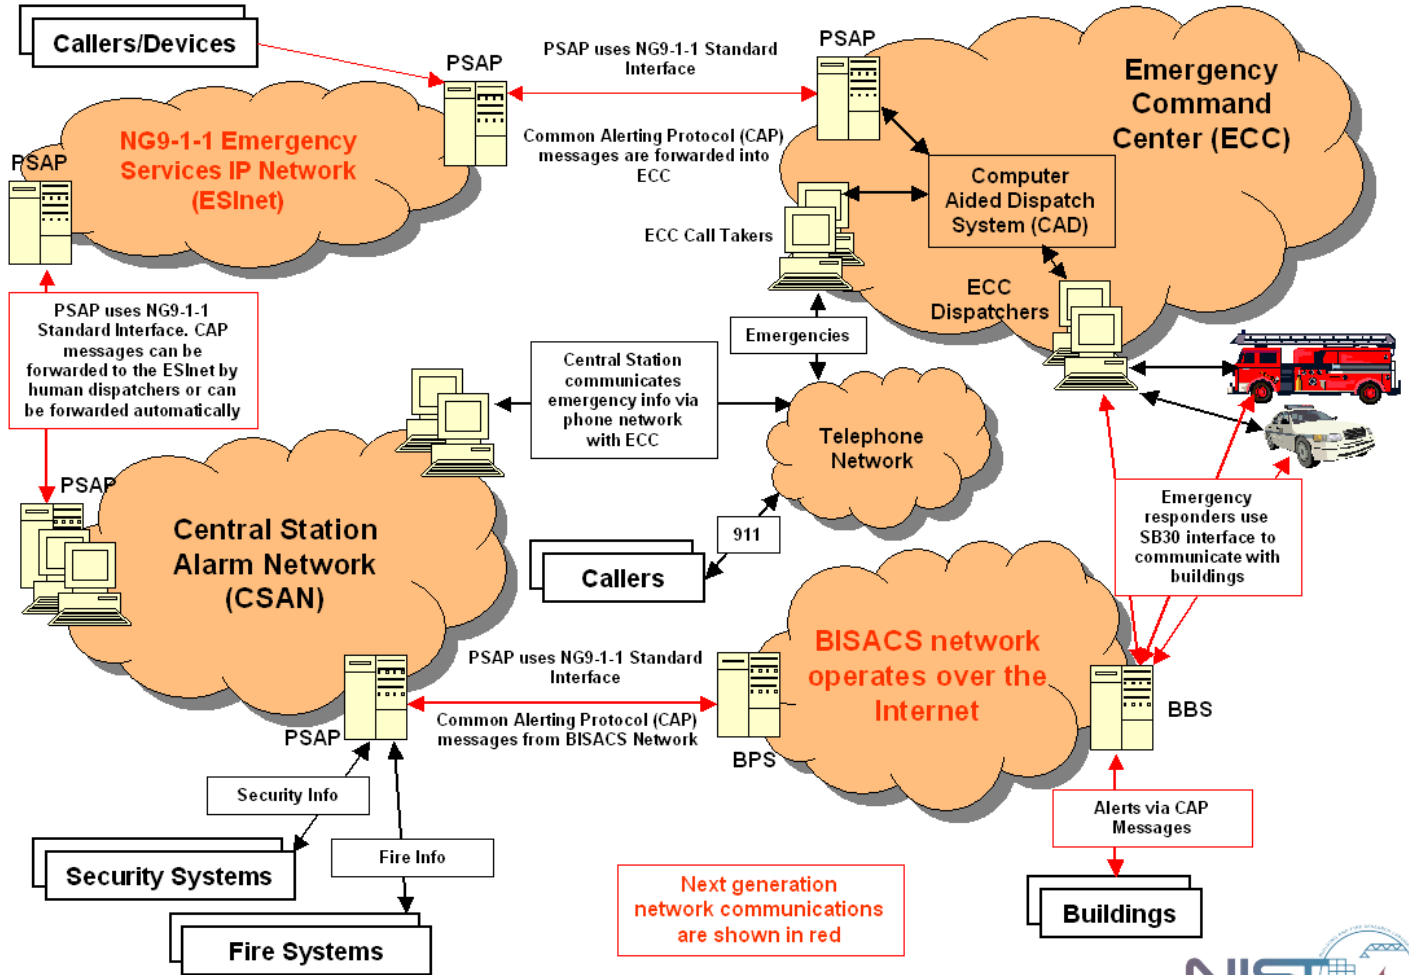 Callers/Devices
PSAP
PSAP uses NG9-1-1 Standard
Interface
PSAP
Emergency
Command
Center (ECC)
NG9-1-1 Emergency
Services IP Network
(ESInet)
PSAP
Common Alerting Protocol (CAP)
messages are forwarded into
ECC
Computer
Aided Dispatch
System (CAD)
ECC Call Takers
ECC
Dispatchers
PSAP uses NG9-1-1
Standard Interface. CAP
messages can be
forwarded to the ESInet by
human dispatchers or can
be forwarded automatically
Emergencies
Central Station
communicates
emergency info via
phone network
with ECC
Telephone
Network
PSAP
Central Station
Alarm Network
(CSAN)
911
Callers
Emergency
responders use
SB30 interface to
communicate with
buildings
PSAP uses NG9-1-1 Standard
Interface
BISACS network
operates over the
Internet
Common Alerting Protocol (CAP)
messages from BISACS Network
PSAP
BPS
BBS
Security Info
Fire Info
Alerts via CAP
Messages
Security Systems
Fire Systems
Next generation
network communications
are shown in red
Buildings
NIST